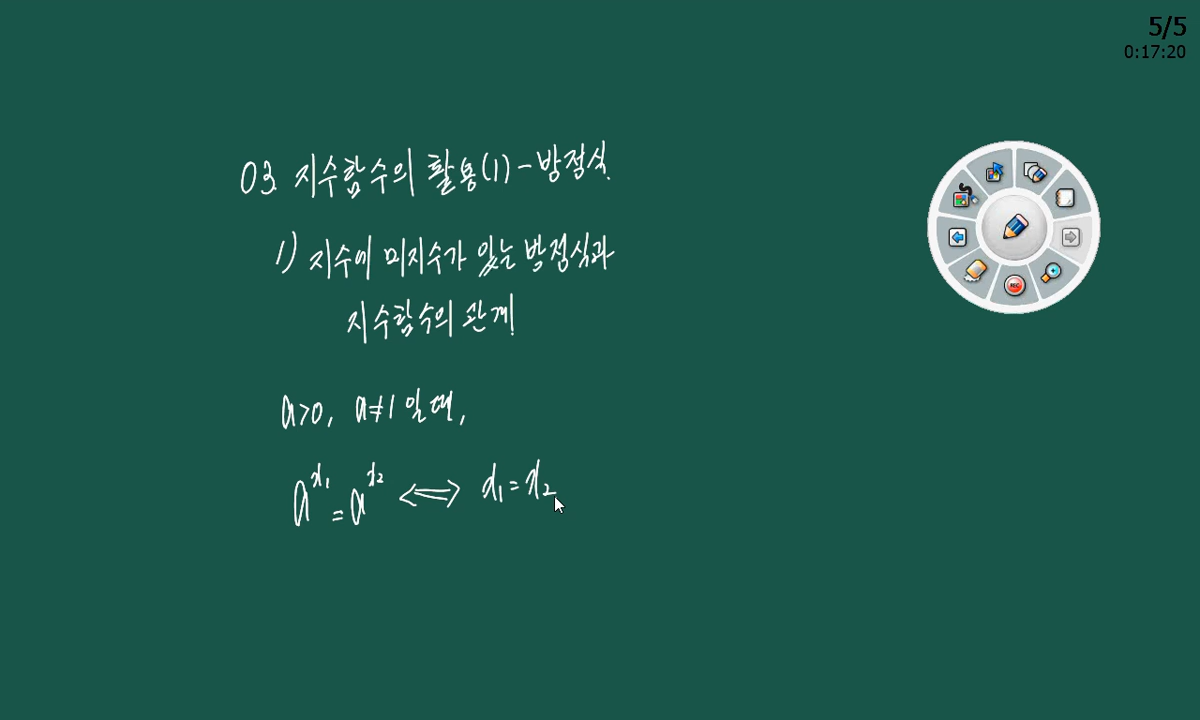 5/5
0:17:20
03. 지수함수의 활용(1) - 방정식.
1) 지수에 미지수가 있는 방정식과
지수함수의 관계
a>0, a≠1 일때,
a^x₁ = a^x₂ ⟺ x₁ = x₂
REC